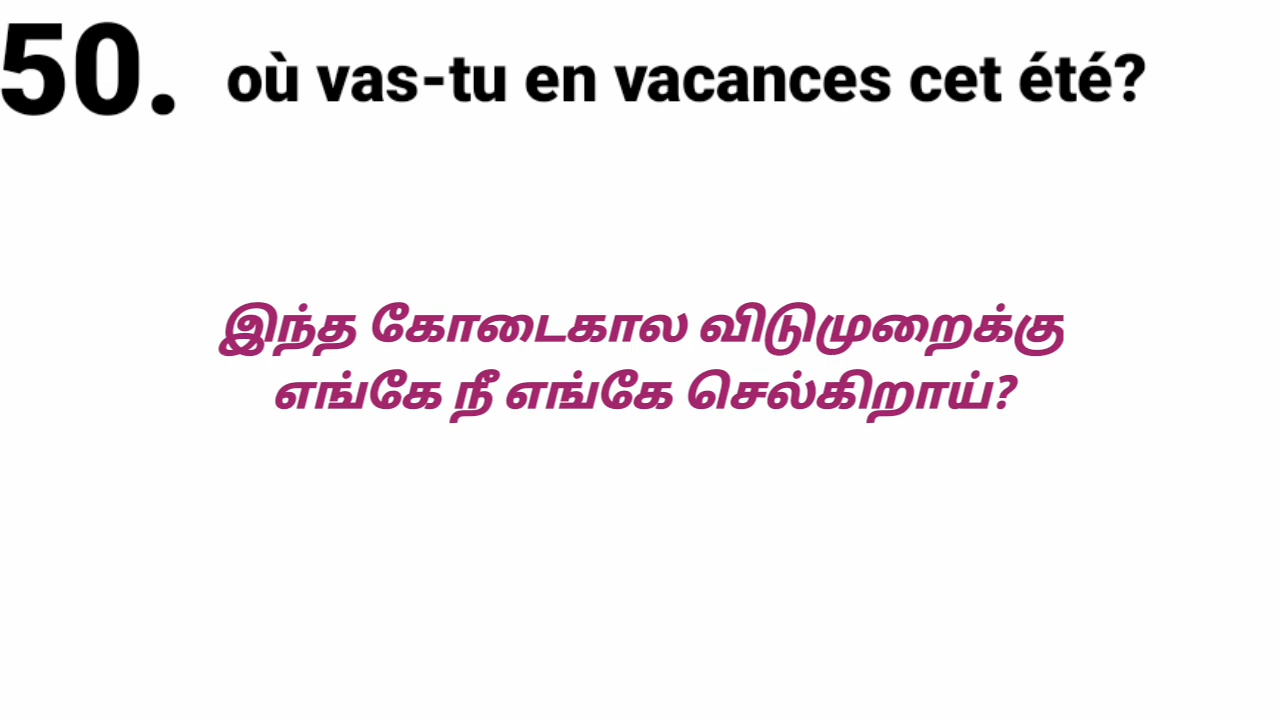 50. où vas-tu en vacances cet été?
இந்த கோடைகால விடுமுறைக்கு
எங்கே நீ எங்கே செல்கிறாய்?